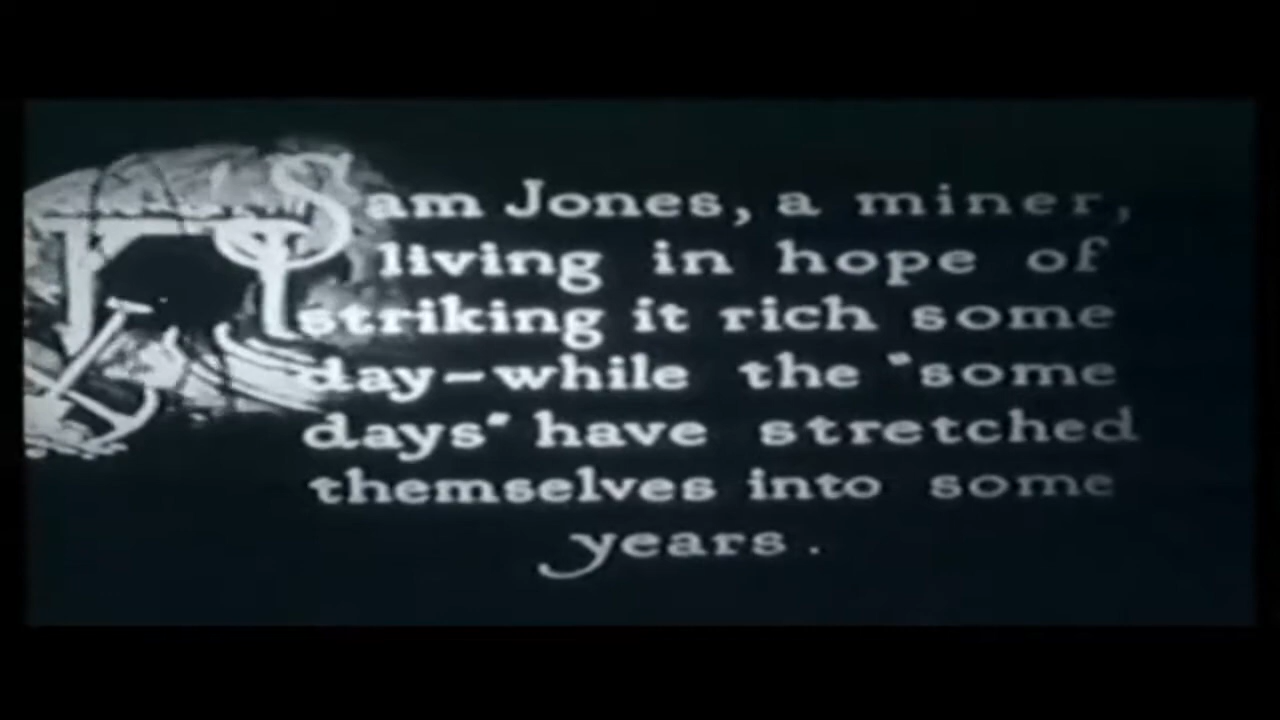 Sam Jones, a miner,
living in hope of
striking it rich some
day-while the "some
days" have stretched
themselves into some
years.